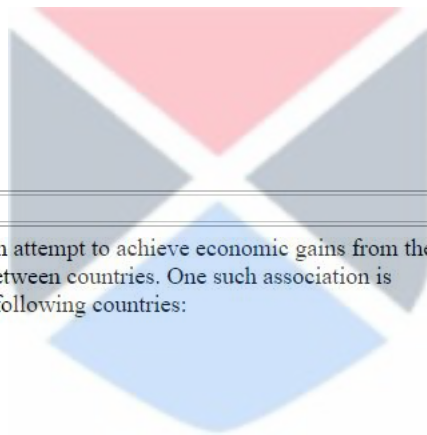 n attempt to achieve economic gains from the
etween countries. One such association is
following countries: